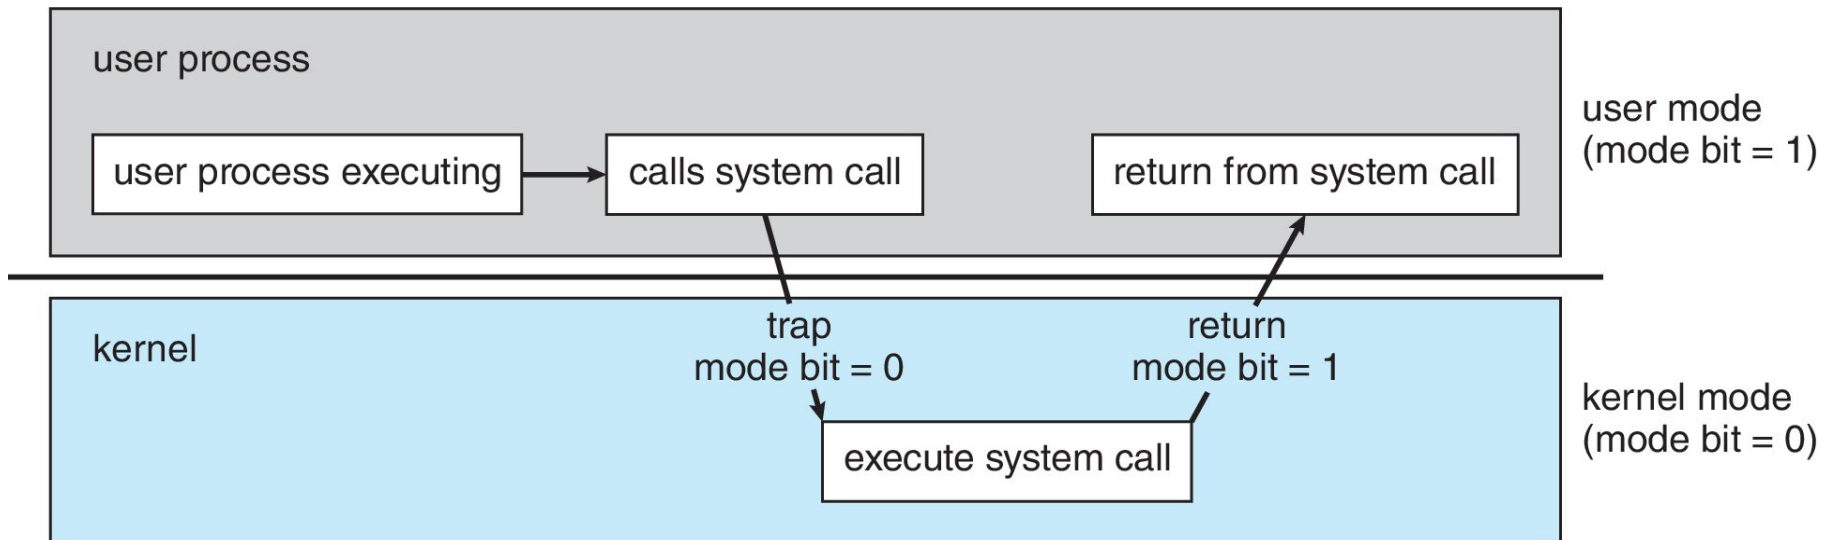 user process
user process executing
calls system call
return from system call
user mode
(mode bit = 1)
kernel
trap
mode bit = 0
return
mode bit = 1
execute system call
kernel mode
(mode bit = 0)